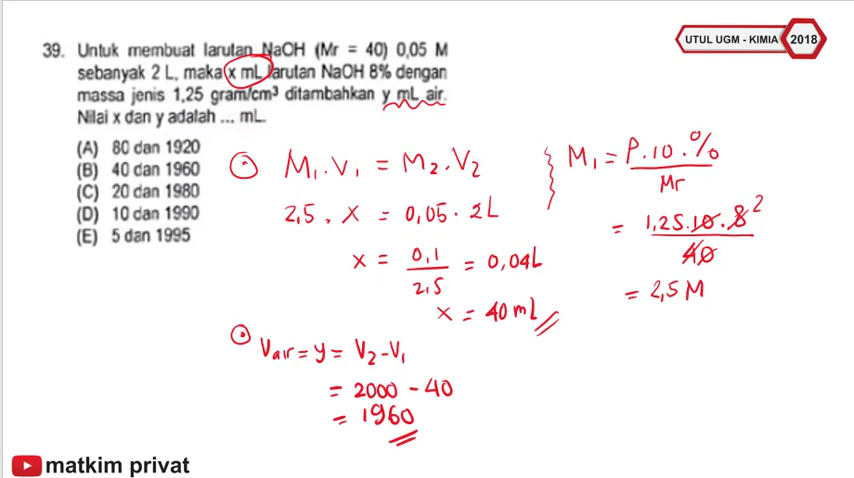 UTUL UGM - KIMIA 2018
39. Untuk membuat larutan NaOH (Mr = 40) 0,05 M
sebanyak 2 L, maka x mL larutan NaOH 8% dengan
massa jenis 1,25 gram/cm³ ditambahkan y mL air.
Nilai x dan y adalah ... mL.
(A) 80 dan 1920
(B) 40 dan 1960
(C) 20 dan 1980
(D) 10 dan 1990
(E) 5 dan 1995
M₁.V₁ = M₂.V₂
2,5 . x = 0,05 . 2L
x = 0,1 / 2,5 = 0,04L
x = 40 mL
M₁ = ρ.10.% / Mr
= 1,25.10.8 2 / 40
= 2,5 M
Vair = y = V₂ - V₁
= 2000 - 40
= 1960
matkim privat